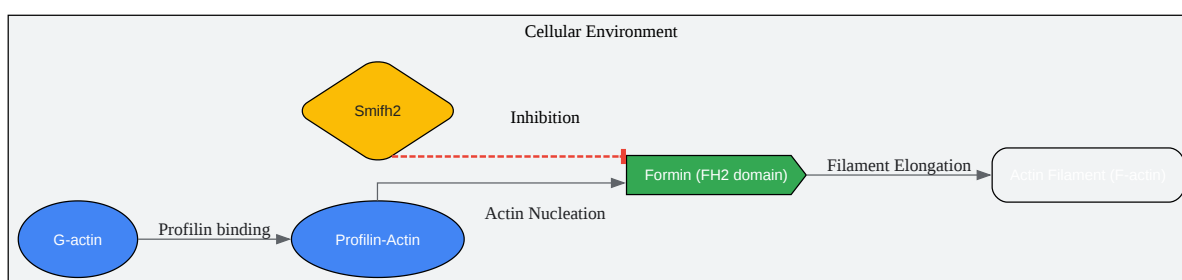 Cellular Environment
Smifh2
Inhibition
Formin (FH2 domain)
Filament Elongation
Actin Filament (F-actin)
Actin Nucleation
G-actin
Profilin binding
Profilin-Actin